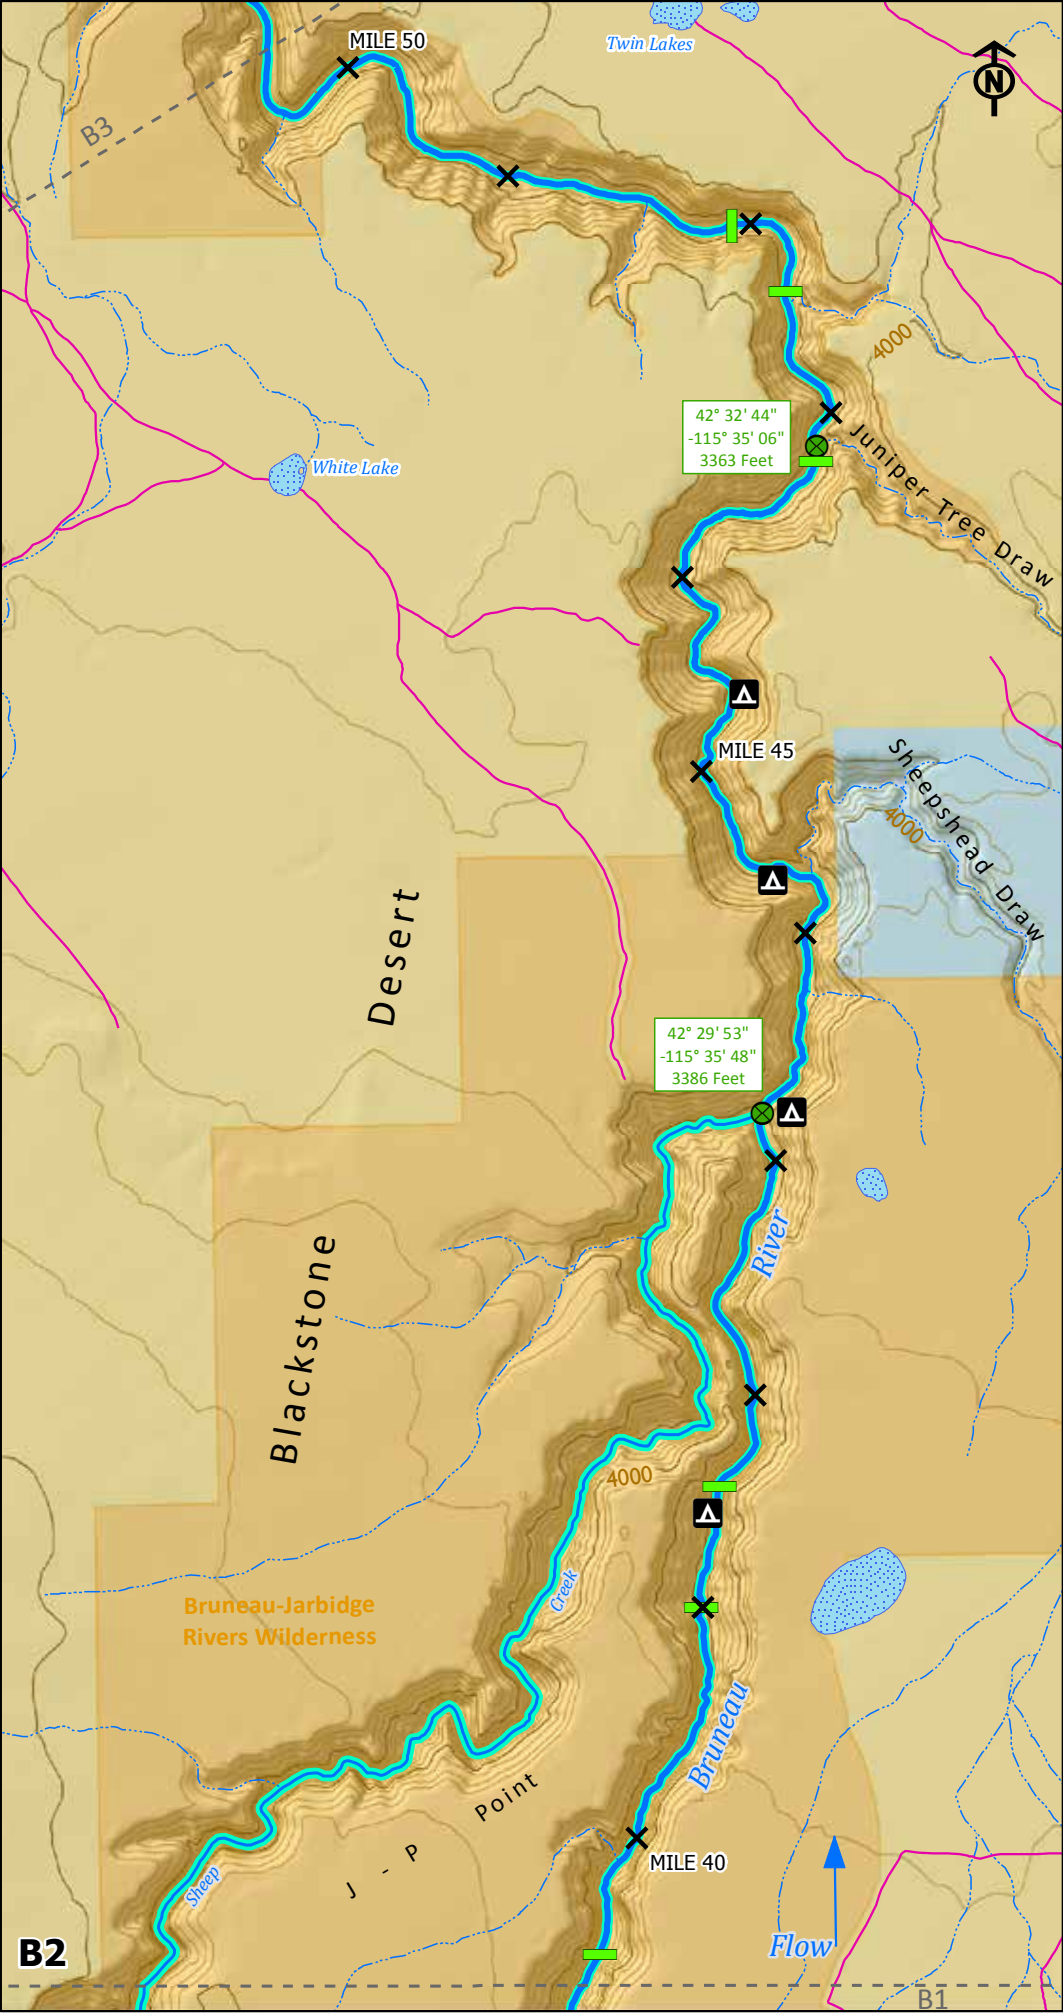 MILE 50
Twin Lakes
N
B3
4000
42° 32' 44"
-115° 35' 06"
3363 Feet
Juniper Tree Draw
White Lake
MILE 45
Sheepshead Draw
4000
Desert
42° 29' 53"
-115° 35' 48"
3386 Feet
River
Blackstone
4000
Creek
Bruneau-Jarbidge
Rivers Wilderness
Bruneau
Point
J - P
MILE 40
Sheep
Flow
B2
B1